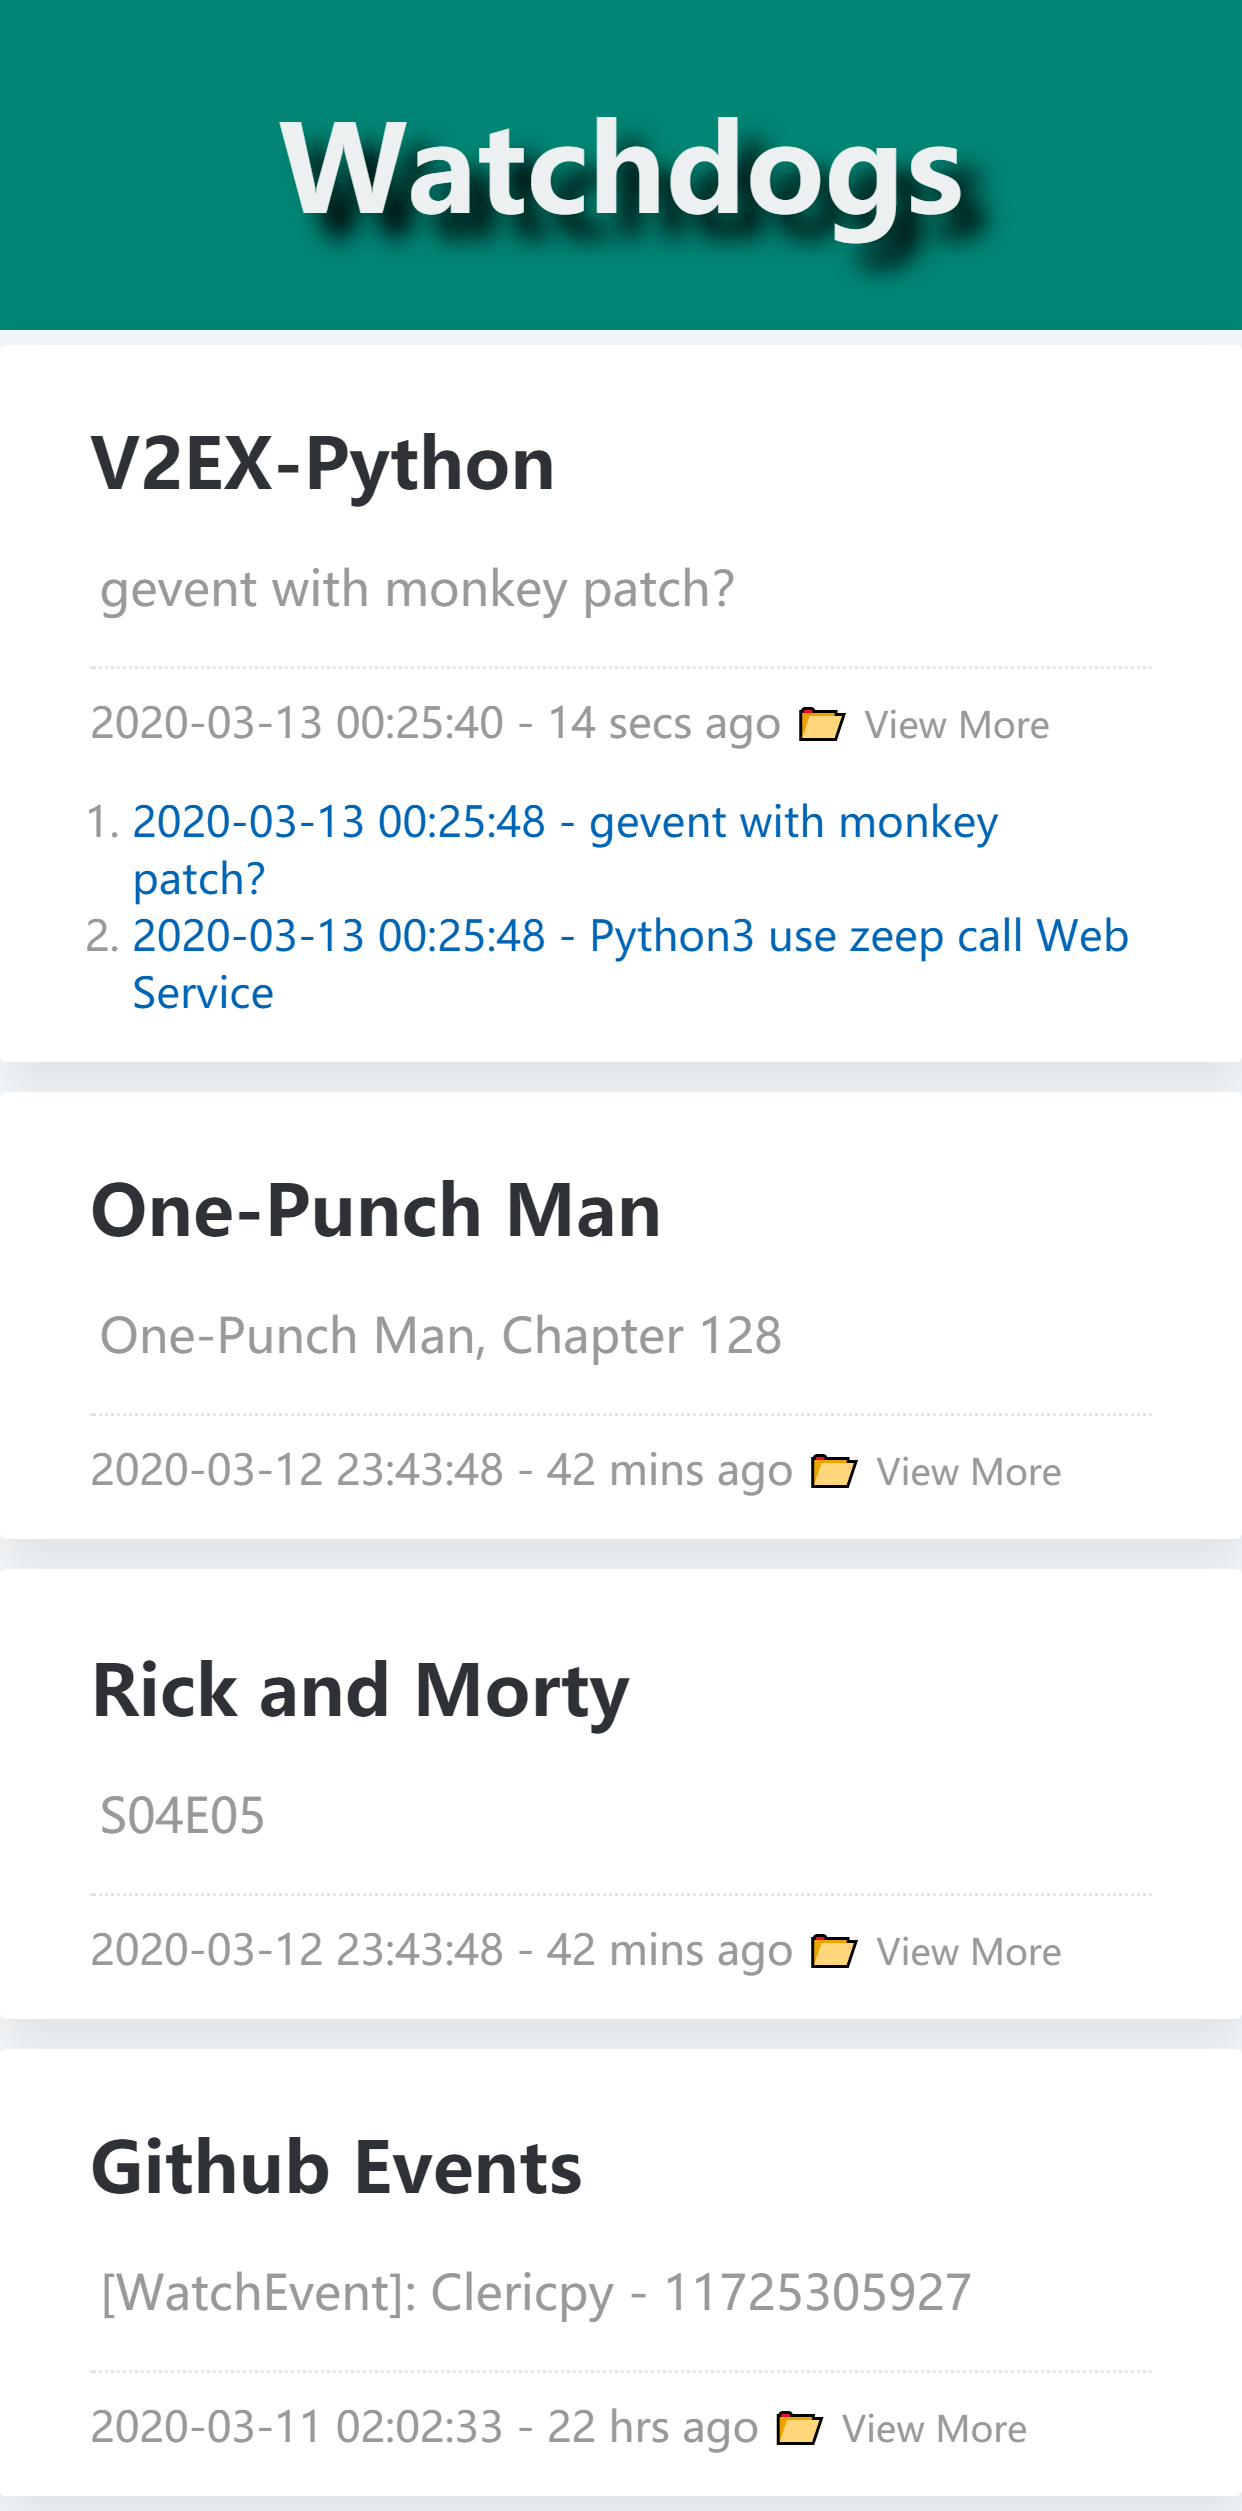 Watchdogs
V2EX-Python
gevent with monkey patch?
2020-03-13 00:25:40 - 14 secs ago View More
1. 2020-03-13 00:25:48 - gevent with monkey
patch?
2. 2020-03-13 00:25:48 - Python3 use zeep call Web
Service
One-Punch Man
One-Punch Man, Chapter 128
2020-03-12 23:43:48 - 42 mins ago View More
Rick and Morty
S04E05
2020-03-12 23:43:48 - 42 mins ago View More
Github Events
[WatchEvent]: Clericpy - 11725305927
2020-03-11 02:02:33 - 22 hrs ago View More